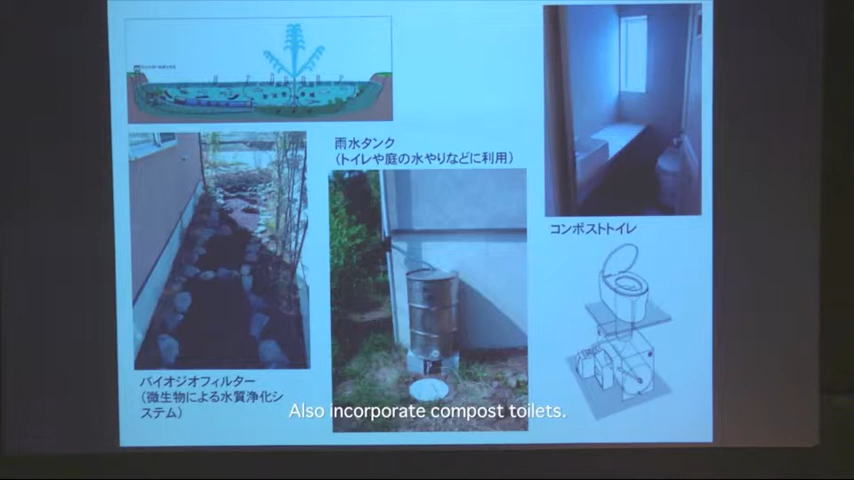 雨水タンク
(トイレや庭の水やりなどに利用)
コンポストトイレ
バイオジオフィルター
(微生物による水質浄化シ
ステム)
Also incorporate compost toilets.